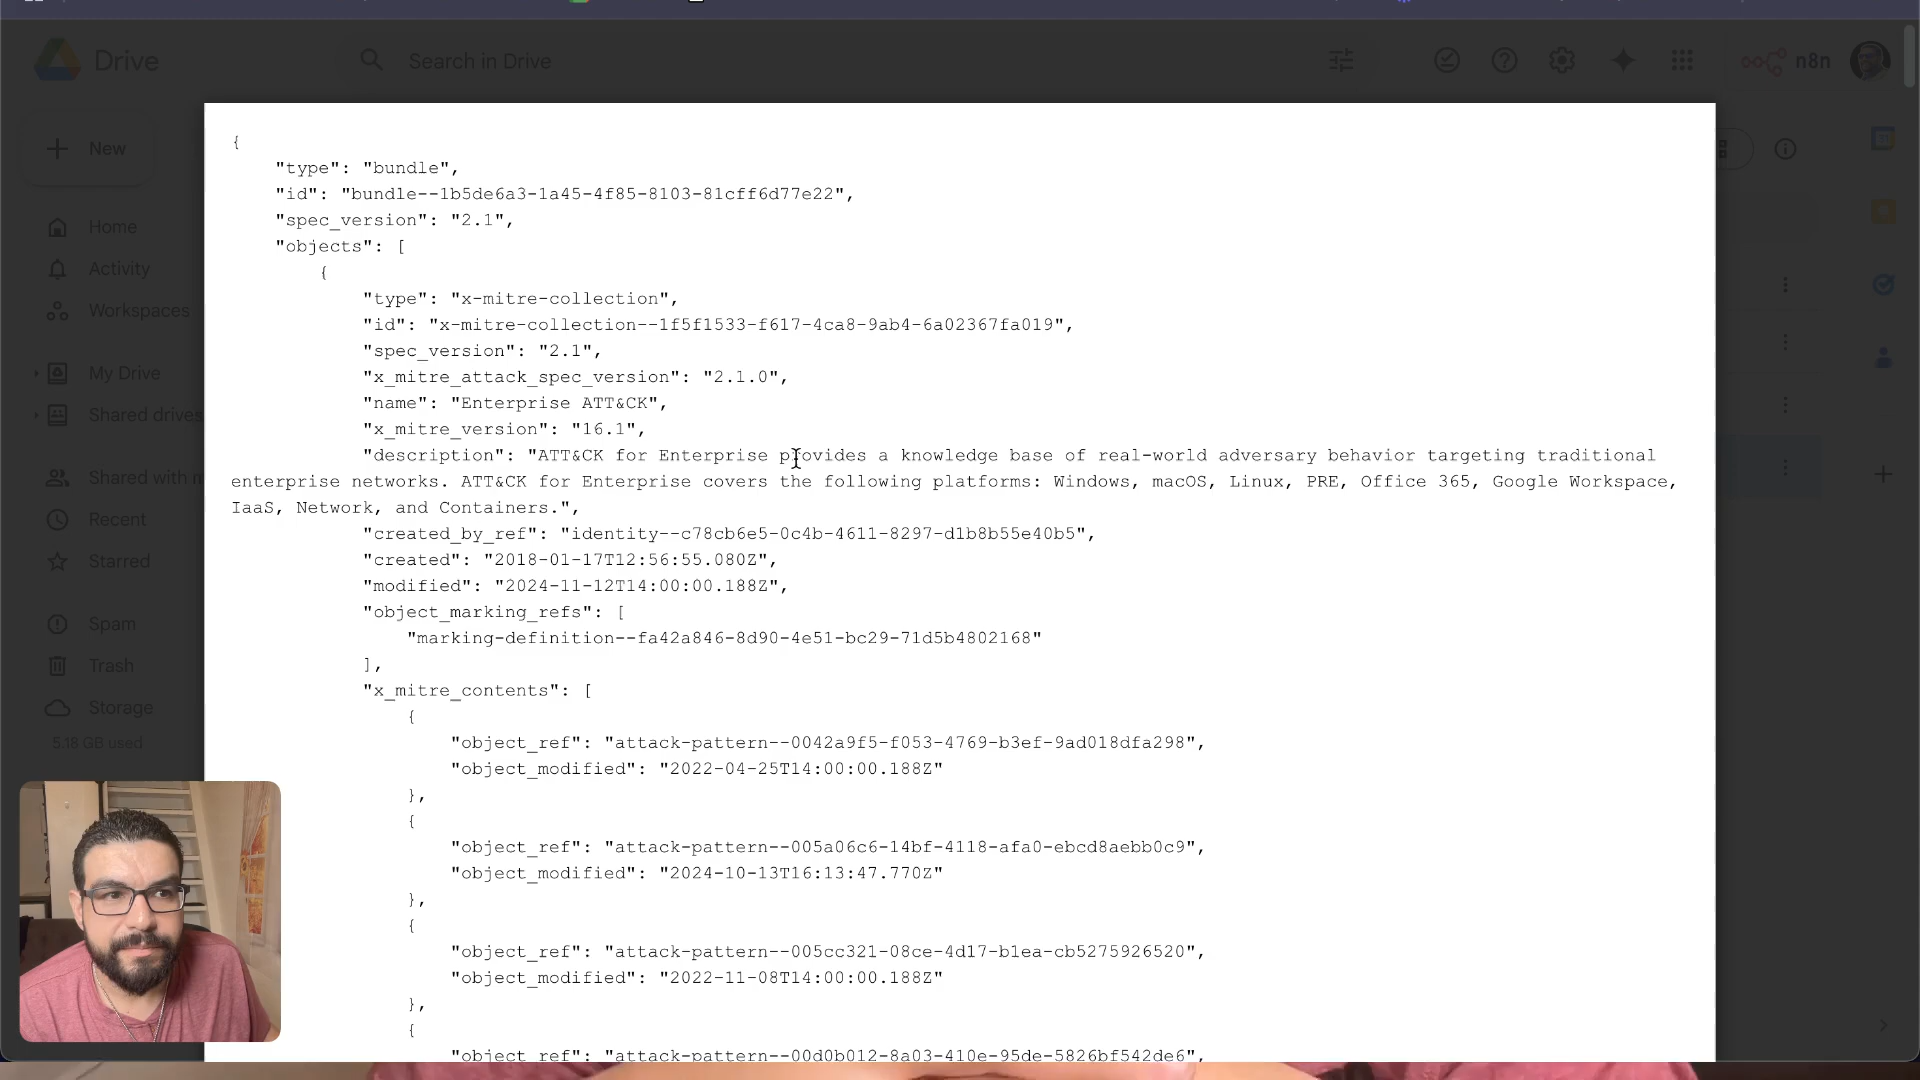 Drive
Search in Drive
n8n
New
Home
Activity
Workspaces
My Drive
Shared drives
Shared with m
Recent
Starred
Spam
Trash
Storage
5.18 GB used
{
"type": "bundle",
"id": "bundle--1b5de6a3-1a45-4f85-8103-81cff6d77e22",
"spec_version": "2.1",
"objects": [
{
"type": "x-mitre-collection",
"id": "x-mitre-collection--1f5f1533-f617-4ca8-9ab4-6a02367fa019",
"spec_version": "2.1",
"x_mitre_attack_spec_version": "2.1.0",
"name": "Enterprise ATT&CK",
"x_mitre_version": "16.1",
"description": "ATT&CK for Enterprise provides a knowledge base of real-world adversary behavior targeting traditional
enterprise networks. ATT&CK for Enterprise covers the following platforms: Windows, macOS, Linux, PRE, Office 365, Google Workspace,
IaaS, Network, and Containers.",
"created_by_ref": "identity--c78cb6e5-0c4b-4611-8297-d1b8b55e40b5",
"created": "2018-01-17T12:56:55.080Z",
"modified": "2024-11-12T14:00:00.188Z",
"object_marking_refs": [
"marking-definition--fa42a846-8d90-4e51-bc29-71d5b4802168"
],
"x_mitre_contents": [
{
"object_ref": "attack-pattern--0042a9f5-f053-4769-b3ef-9ad018dfa298",
"object_modified": "2022-04-25T14:00:00.188Z"
},
{
"object_ref": "attack-pattern--005a06c6-14bf-4118-afa0-ebcd8aebb0c9",
"object_modified": "2024-10-13T16:13:47.770Z"
},
{
"object_ref": "attack-pattern--005cc321-08ce-4d17-b1ea-cb5275926520",
"object_modified": "2022-11-08T14:00:00.188Z"
},
{
"object_ref": "attack-pattern--00d0b012-8a03-410e-95de-5826bf542de6",